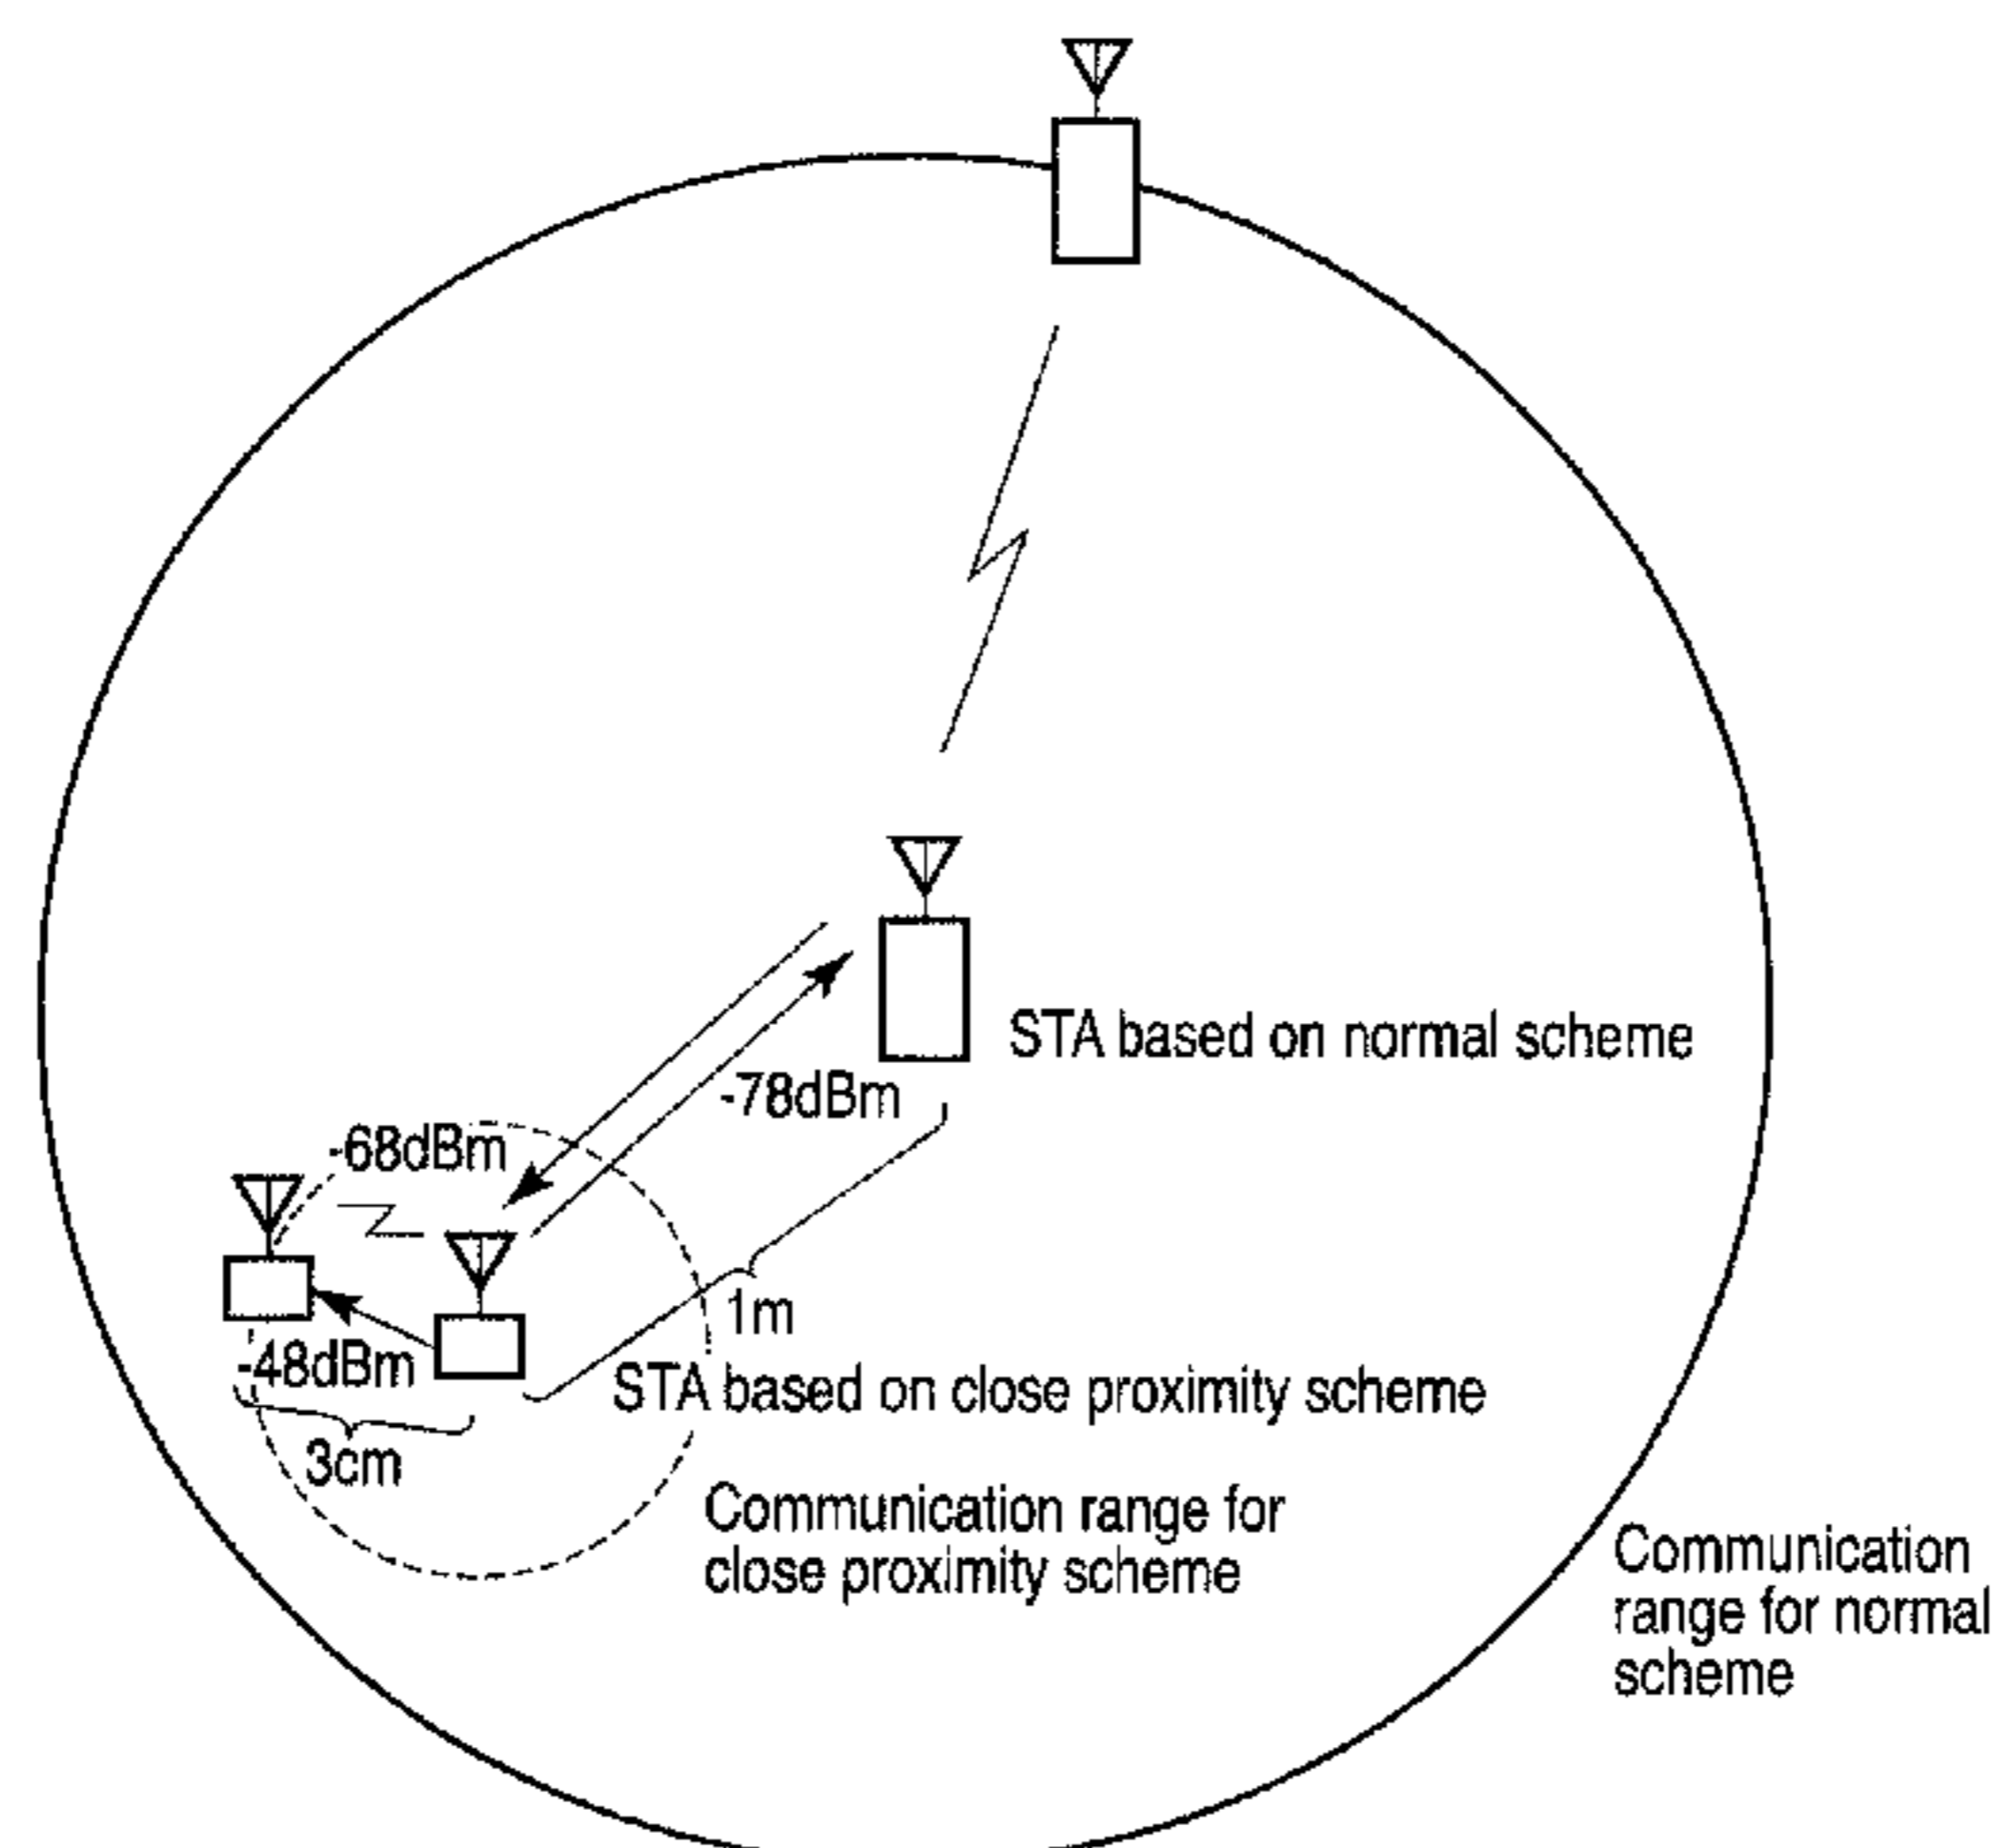 STA based on normal scheme
-78dBm
-68dBm
1m
-48dBm
STA based on close proximity scheme
3cm
Communication range for
close proximity scheme
Communication
range for normal
scheme